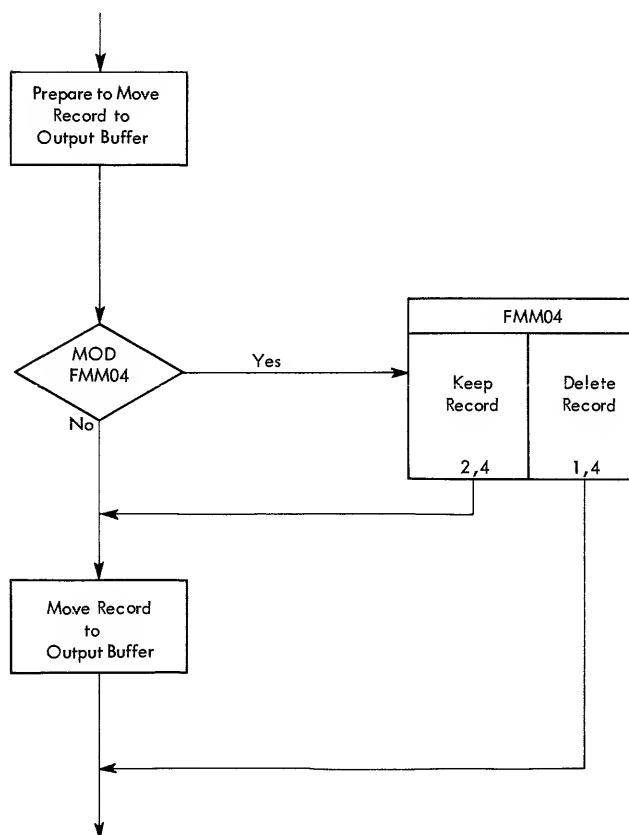 Prepare to Move
Record to
Output Buffer
MOD
FMM04
Yes
No
FMM04
Keep
Record
2,4
Delete
Record
1,4
Move Record
to
Output Buffer